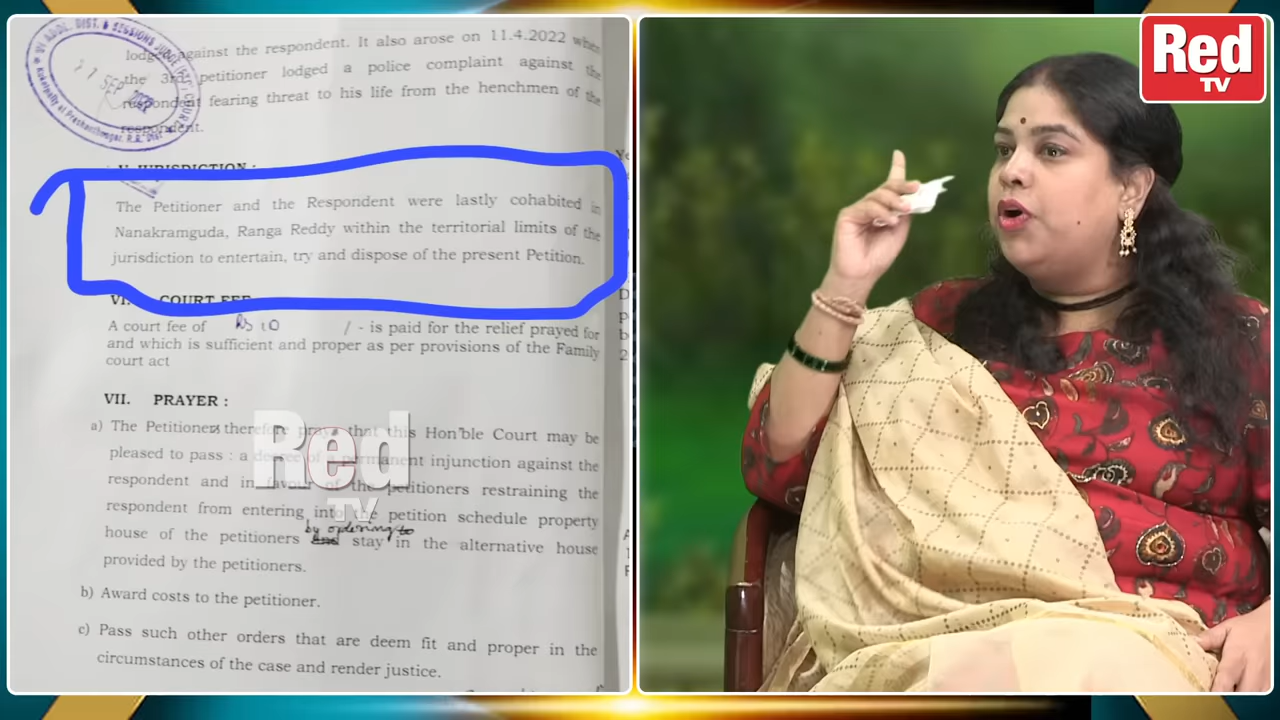 lodged against the respondent. It also arose on 11.4.2022 when
the 3rd petitioner lodged a police complaint against the
respondent fearing threat to his life from the henchmen of the
respondent.
V. JURISDICTION :
The Petitioner and the Respondent were lastly cohabited in
Nanakramguda, Ranga Reddy within the territorial limits of the
jurisdiction to entertain, try and dispose of the present Petition.
VI. COURT FEE
A court fee of Rs 10 /- is paid for the relief prayed for
and which is sufficient and proper as per provisions of the Family
court act
VII. PRAYER :
a) The Petitioners therefore prays that this Hon'ble Court may be
pleased to pass : a decree of a permanent injunction against the
respondent and in favour of the petitioners restraining the
respondent from entering into the petition schedule property
by ordering to
house of the petitioners and stay in the alternative house
provided by the petitioners.
b) Award costs to the petitioner.
c) Pass such other orders that are deem fit and proper in the
circumstances of the case and render justice.
Red
TV
Red
TV